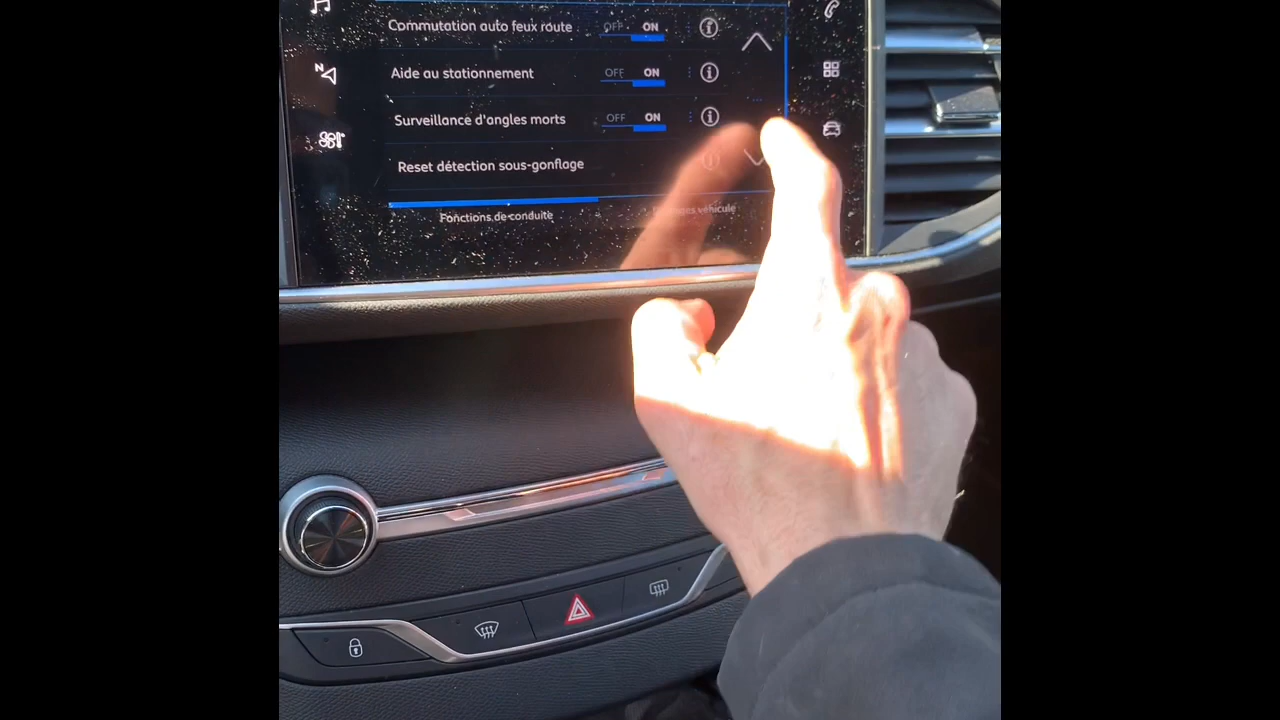 Commutation auto feux route OFF ON
Aide au stationnement OFF ON
N
Surveillance d'angles morts OFF ON
Reset détection sous-gonflage
Fonctions de conduite véhicule